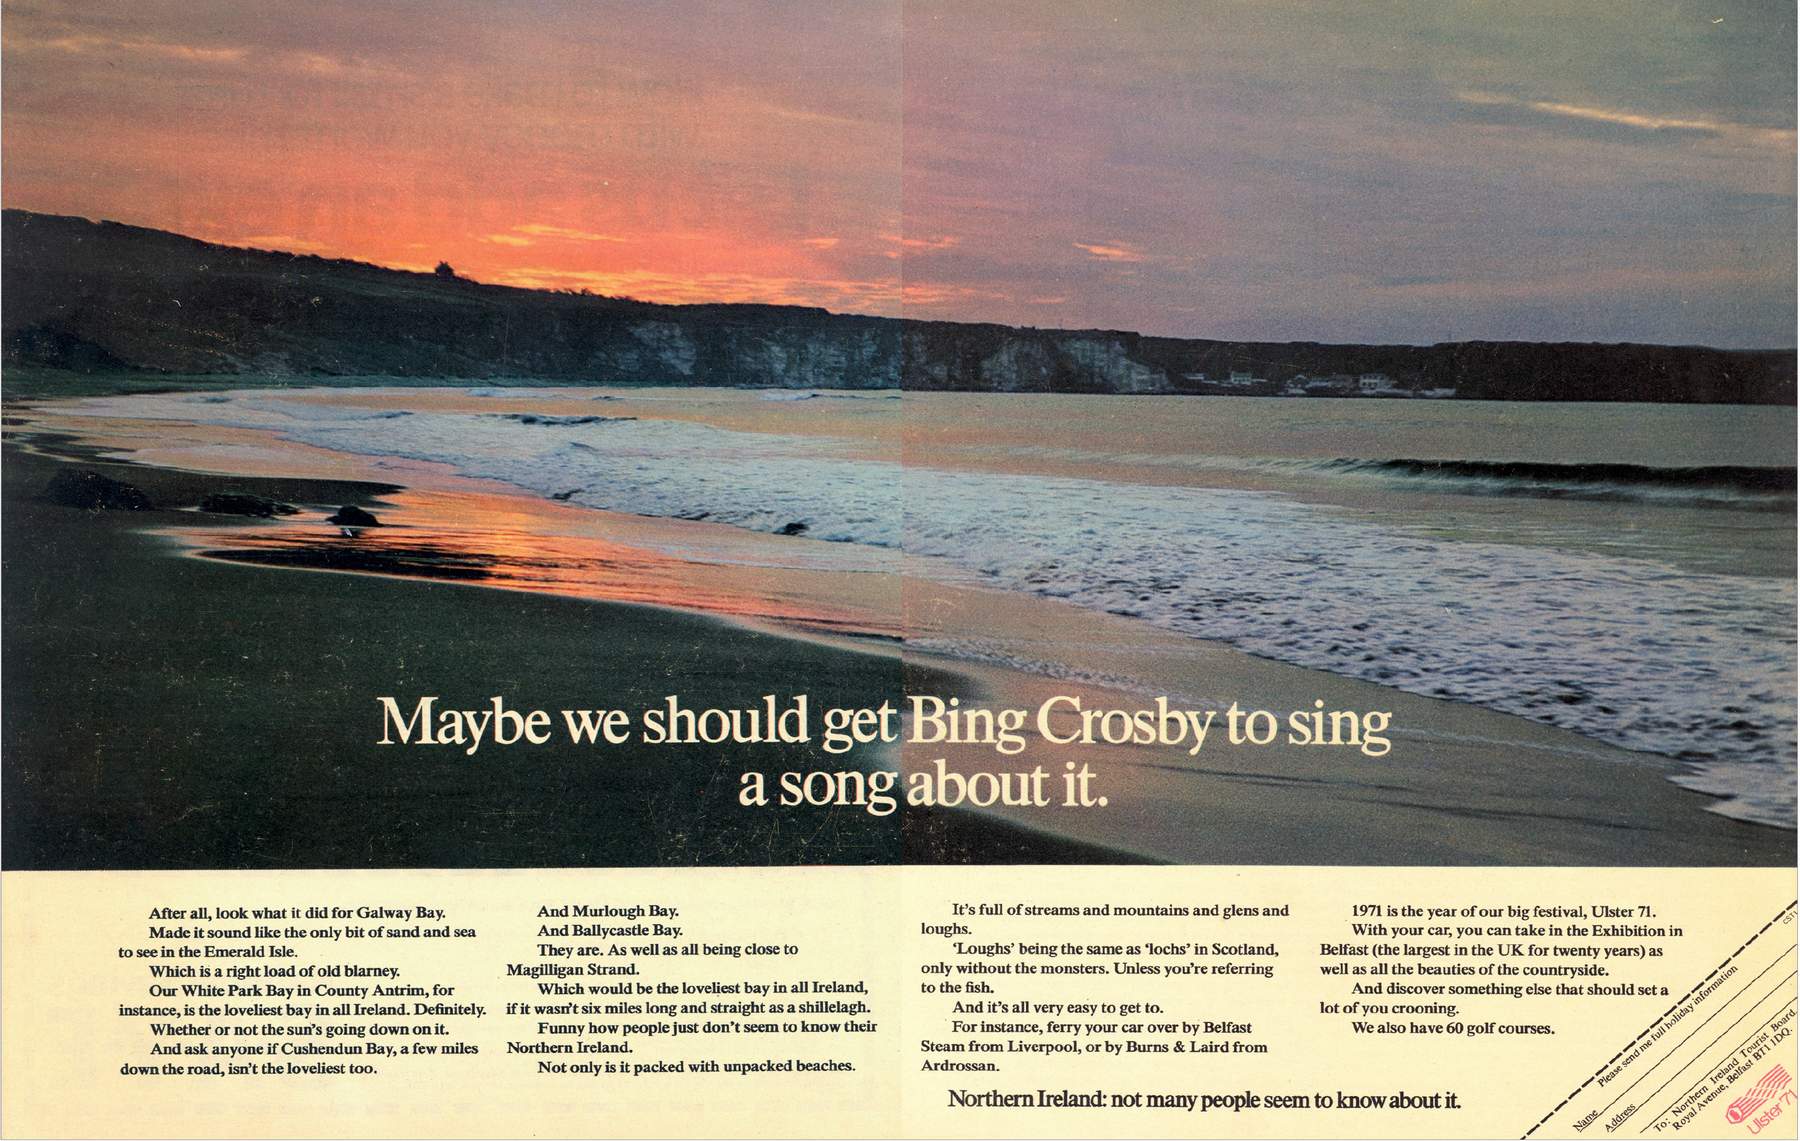 Maybe we should get Bing Crosby to sing
a song about it.
After all, look what it did for Galway Bay.
Made it sound like the only bit of sand and sea
to see in the Emerald Isle.
Which is a right load of old blarney.
Our White Park Bay in County Antrim, for
instance, is the loveliest bay in all Ireland. Definitely.
Whether or not the sun's going down on it.
And ask anyone if Cushendun Bay, a few miles
down the road, isn't the loveliest too.
And Murlough Bay.
And Ballycastle Bay.
They are. As well as all being close to
Magilligan Strand.
Which would be the loveliest bay in all Ireland,
if it wasn't six miles long and straight as a shillelagh.
Funny how people just don't seem to know their
Northern Ireland.
Not only is it packed with unpacked beaches.
It's full of streams and mountains and glens and
loughs.
'Loughs' being the same as 'lochs' in Scotland,
only without the monsters. Unless you're referring
to the fish.
And it's all very easy to get to.
For instance, ferry your car over by Belfast
Steam from Liverpool, or by Burns & Laird from
Ardrossan.
1971 is the year of our big festival, Ulster 71.
With your car, you can take in the Exhibition in
Belfast (the largest in the UK for twenty years) as
well as all the beauties of the countryside.
And discover something else that should set a
lot of you crooning.
We also have 60 golf courses.
Northern Ireland: not many people seem to know about it.
Please send me full holiday information
Name
Address
To: Northern Ireland Tourist Board,
Royal Avenue, Belfast BT1 1DQ.
Ulster 71